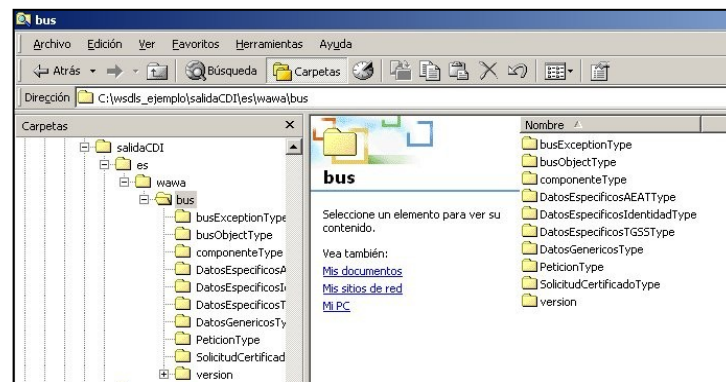 bus
Archivo Edición Ver Favoritos Herramientas Ayuda
Atrás Búsqueda Carpetas
Dirección C:\wsdls_ejemplo\salidaCDI\es\wawa\bus
Carpetas
salidaCDI
es
wawa
bus
busExceptionType
busObjectType
componenteType
DatosEspecificosA
DatosEspecificosI
DatosEspecificosT
DatosGenericosTy
PeticionType
SolicitudCertificad
version
bus
Seleccione un elemento para ver su
contenido.
Vea también:
Mis documentos
Mis sitios de red
Mi PC
Nombre
busExceptionType
busObjectType
componenteType
DatosEspecificosAEATType
DatosEspecificosIdentidadType
DatosEspecificosTGSSType
DatosGenericosType
PeticionType
SolicitudCertificadoType
version